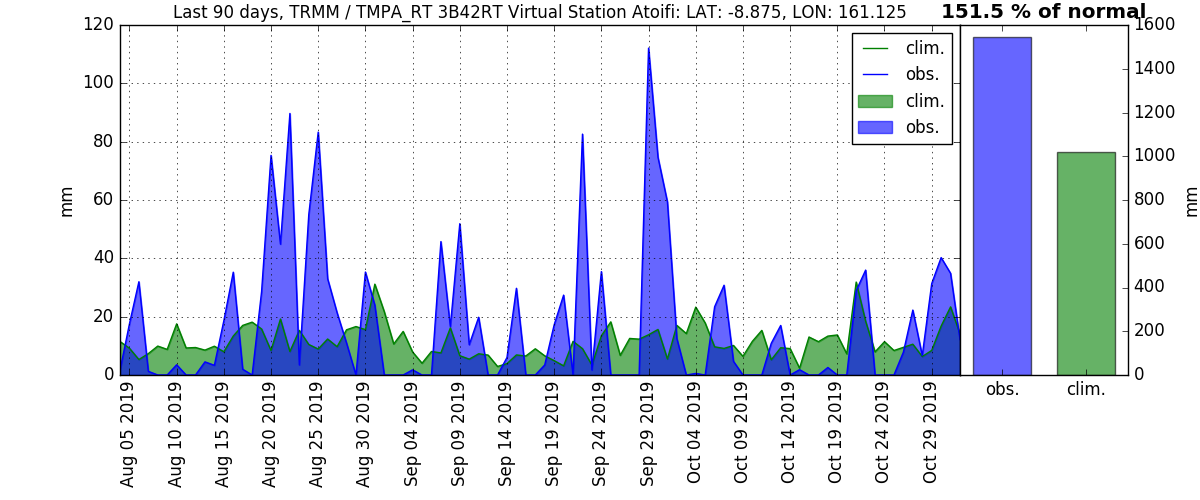 Last 90 days, TRMM / TMPA_RT 3B42RT Virtual Station Atoifi: LAT: -8.875, LON: 161.125
151.5 % of normal
120
100
80
60
40
20
0
mm
clim.
obs.
clim.
obs.
Aug 05 2019
Aug 10 2019
Aug 15 2019
Aug 20 2019
Aug 25 2019
Aug 30 2019
Sep 04 2019
Sep 09 2019
Sep 14 2019
Sep 19 2019
Sep 24 2019
Sep 29 2019
Oct 04 2019
Oct 09 2019
Oct 14 2019
Oct 19 2019
Oct 24 2019
Oct 29 2019
1600
1400
1200
1000
800
600
400
200
0
mm
obs.
clim.